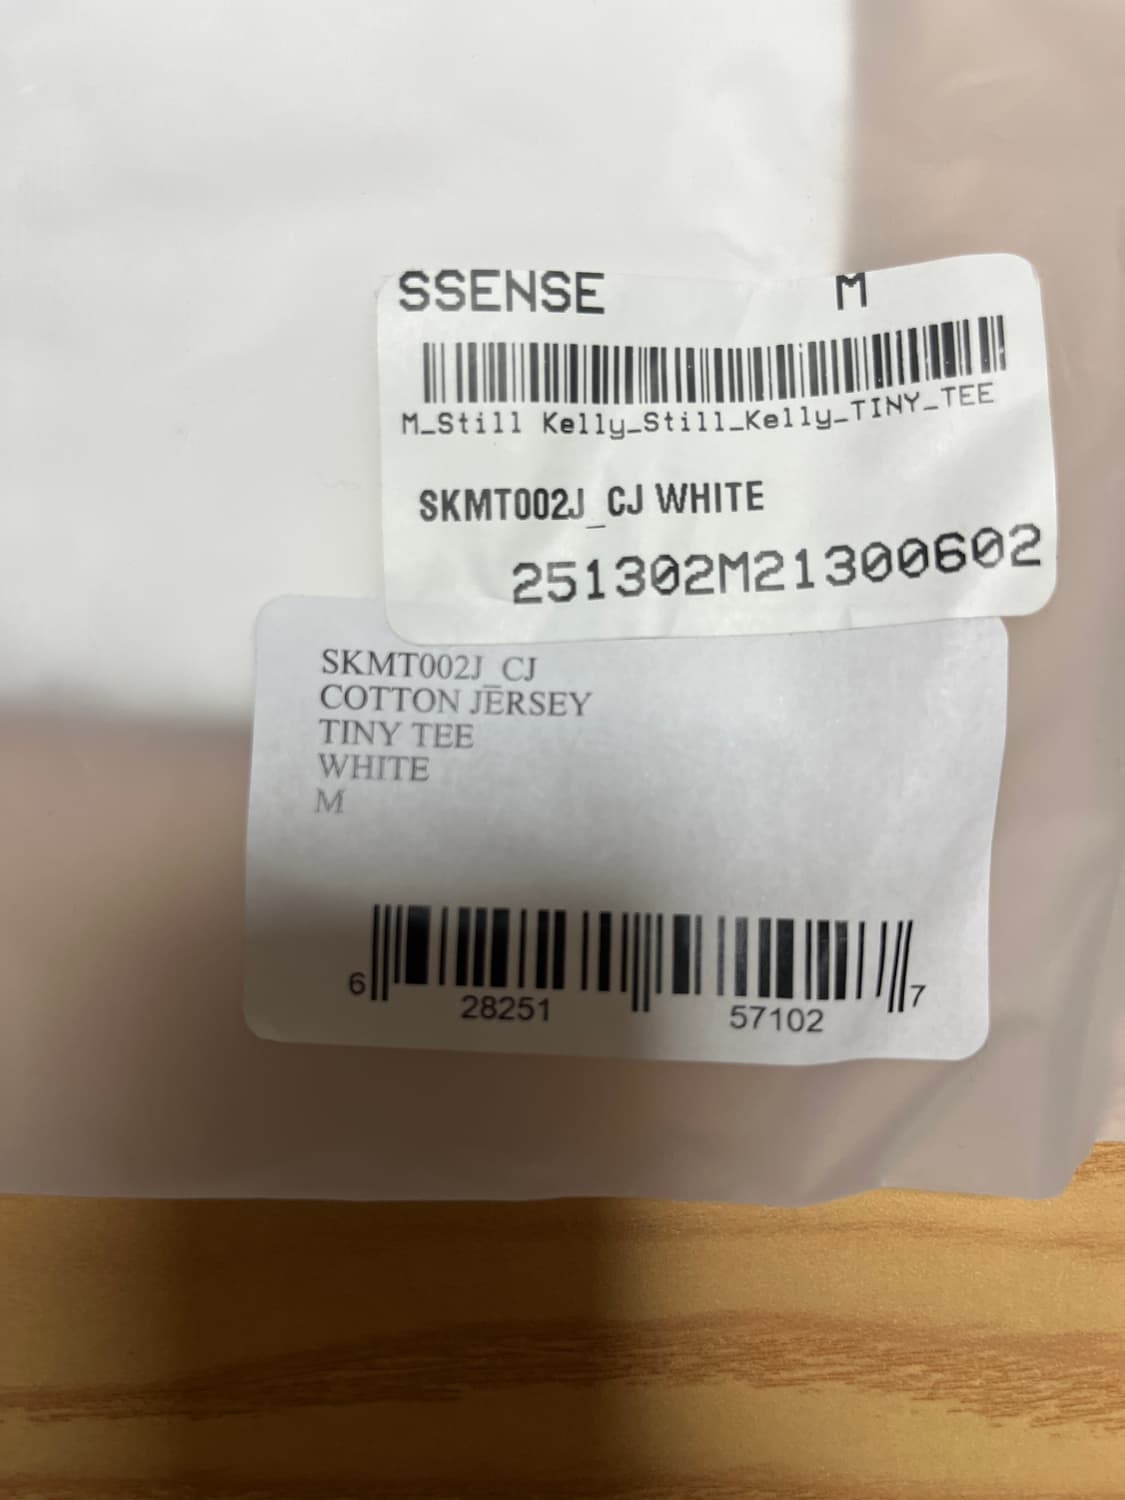 SSENSE M
M_Still Kelly_Still_Kelly_TINY_TEE
SKMT002J_CJ WHITE
251302M21300602
SKMT002J_CJ
COTTON JERSEY
TINY TEE
WHITE
M
6 28251 57102 7